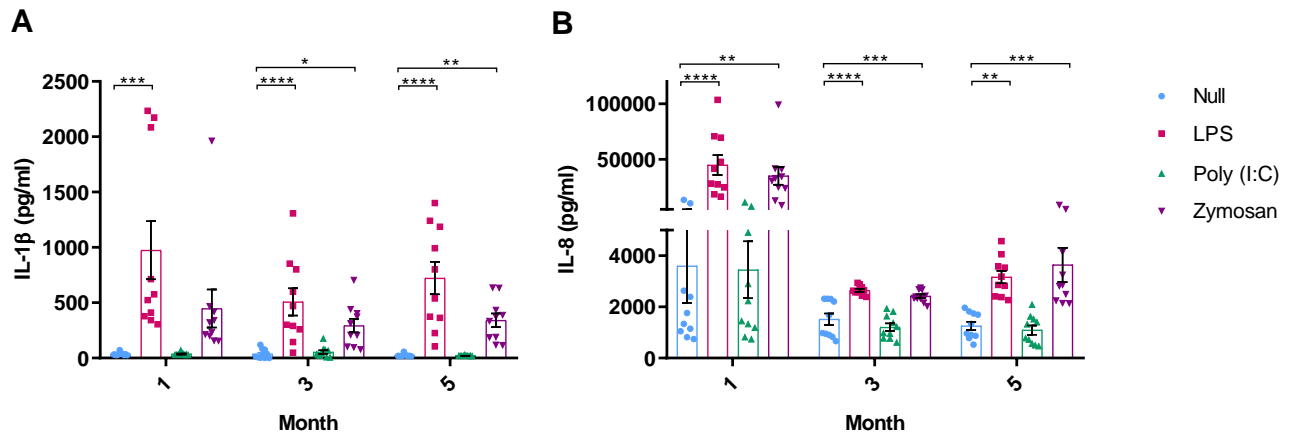 A
IL-1β (pg/ml)
2500
2000
1500
1000
500
0
***
****
*
****
**
1
3
5
Month
B
IL-8 (pg/ml)
100000
50000
4000
2000
0
****
**
****
***
**
***
1
3
5
Month
Null
LPS
Poly (I:C)
Zymosan